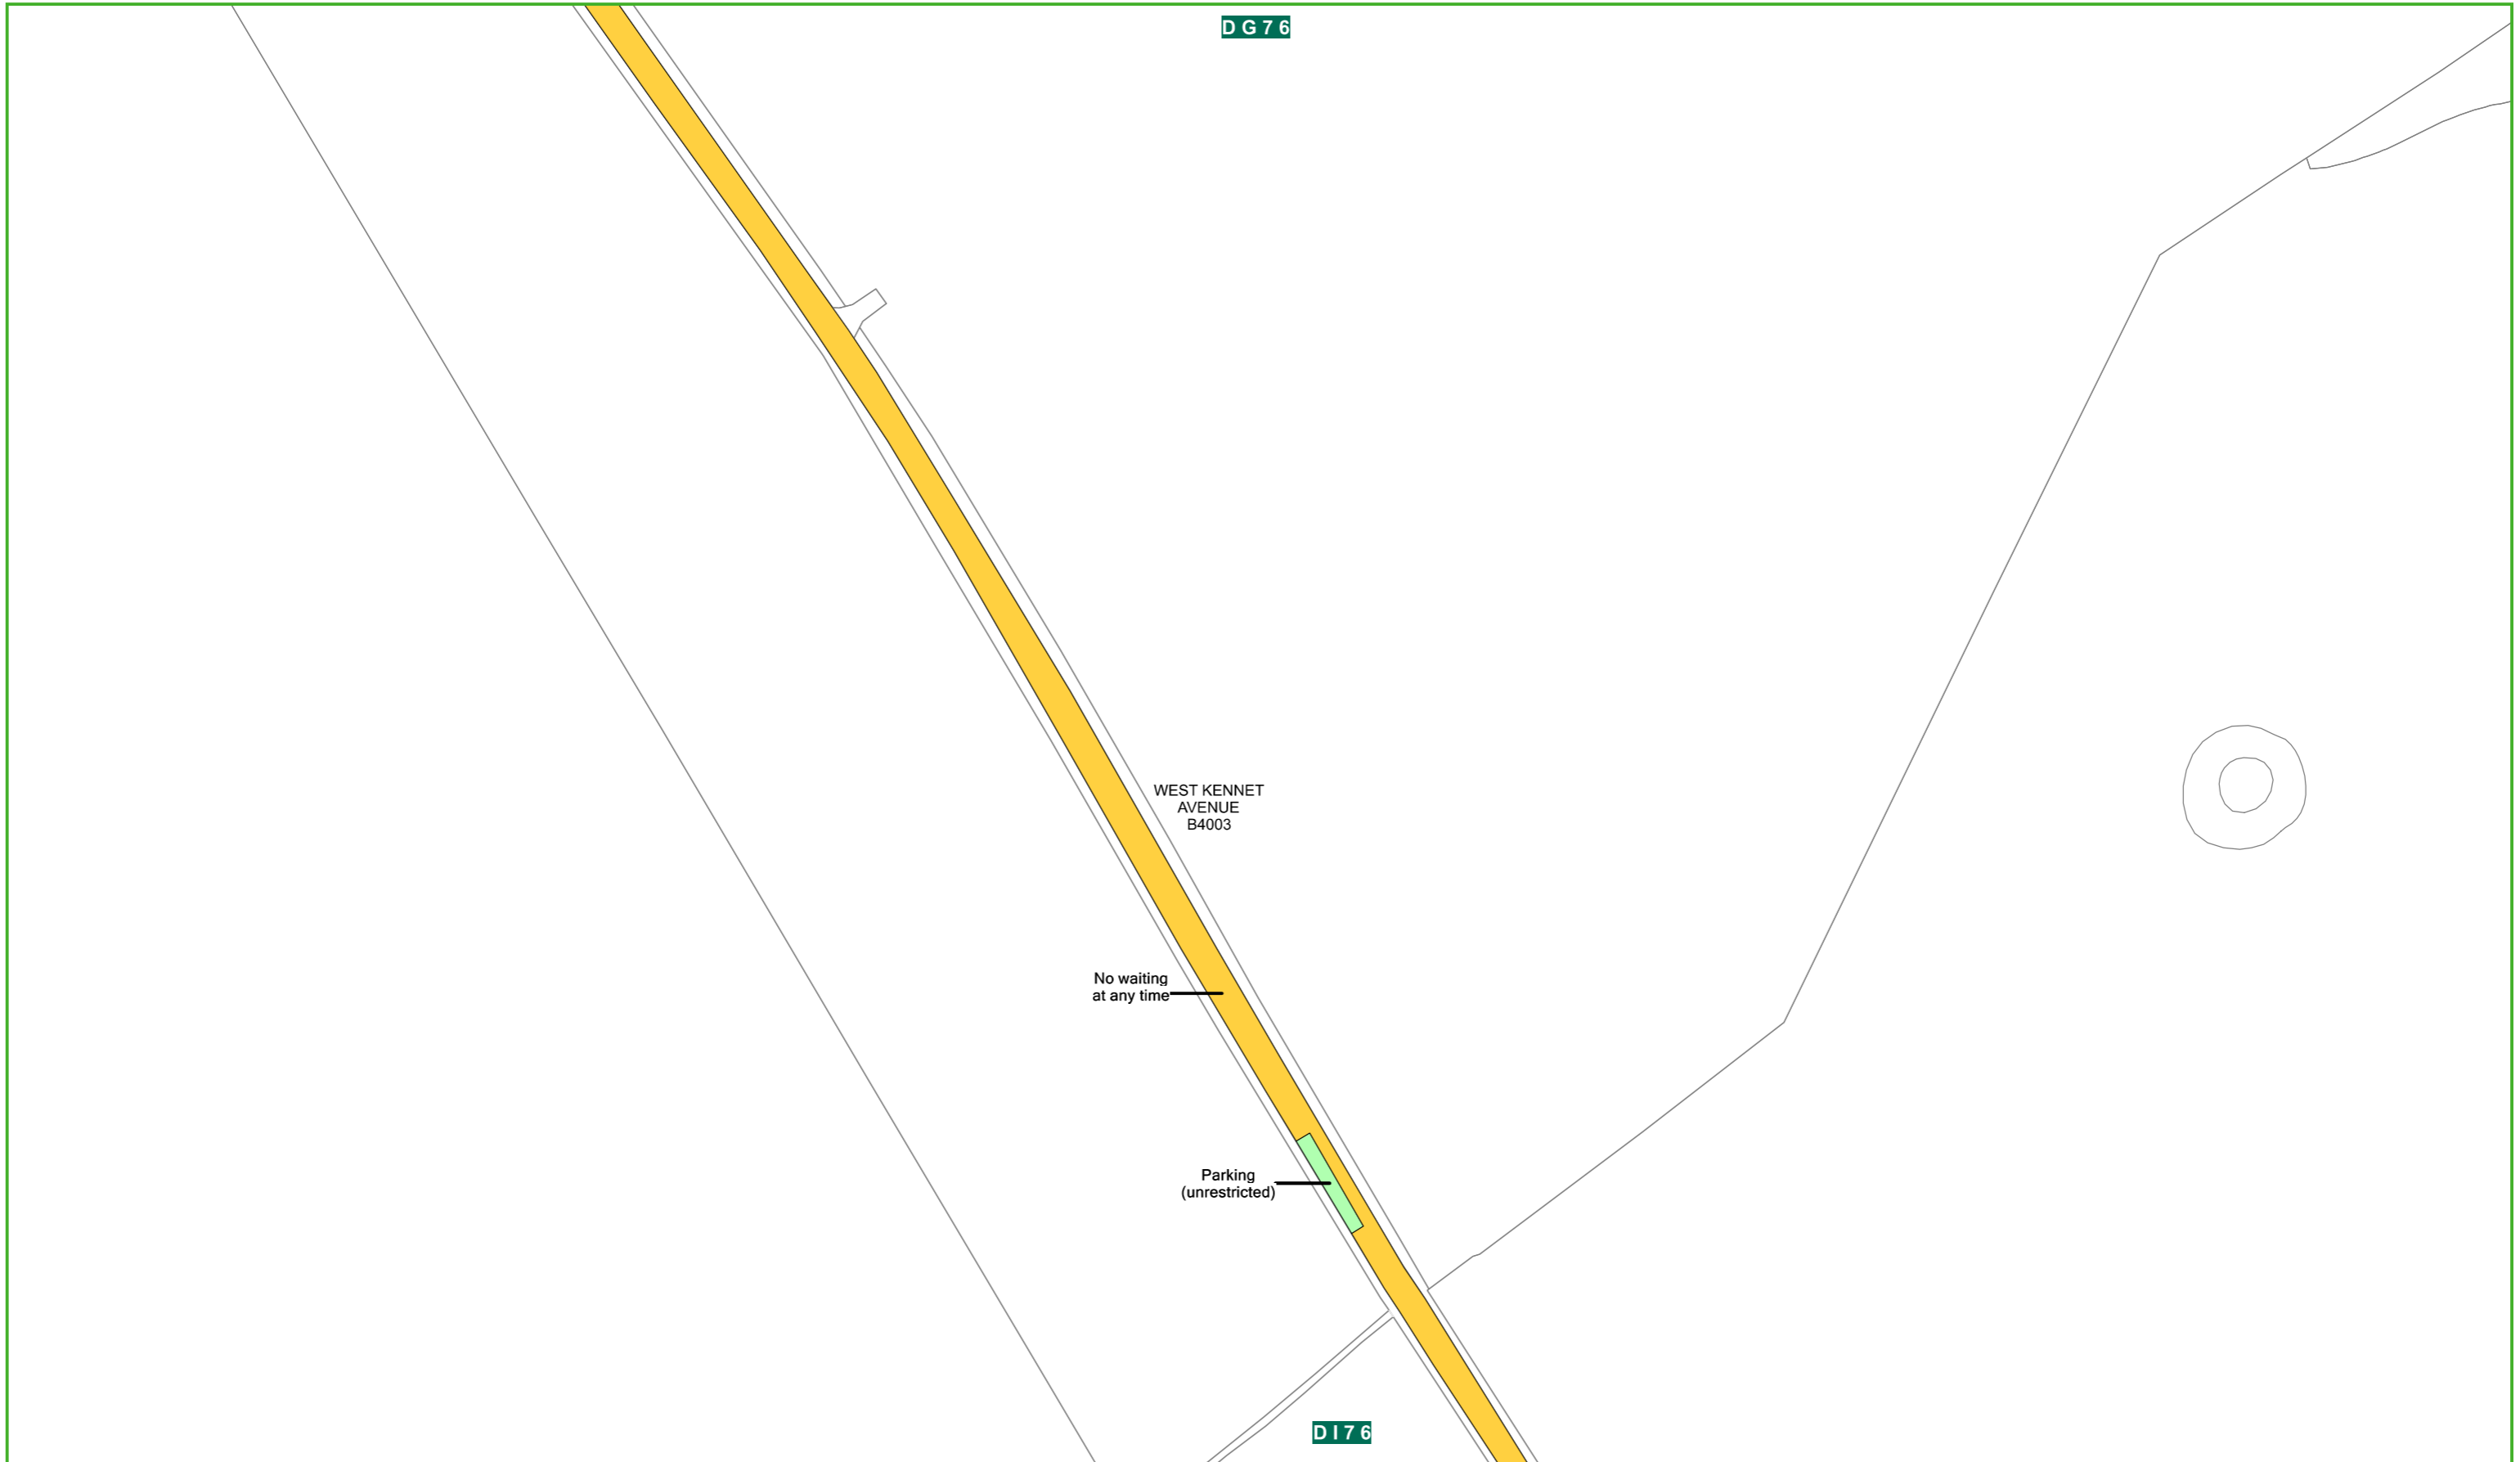 DG76
WEST KENNET
AVENUE
B4003
No waiting
at any time
Parking
(unrestricted)
DI76